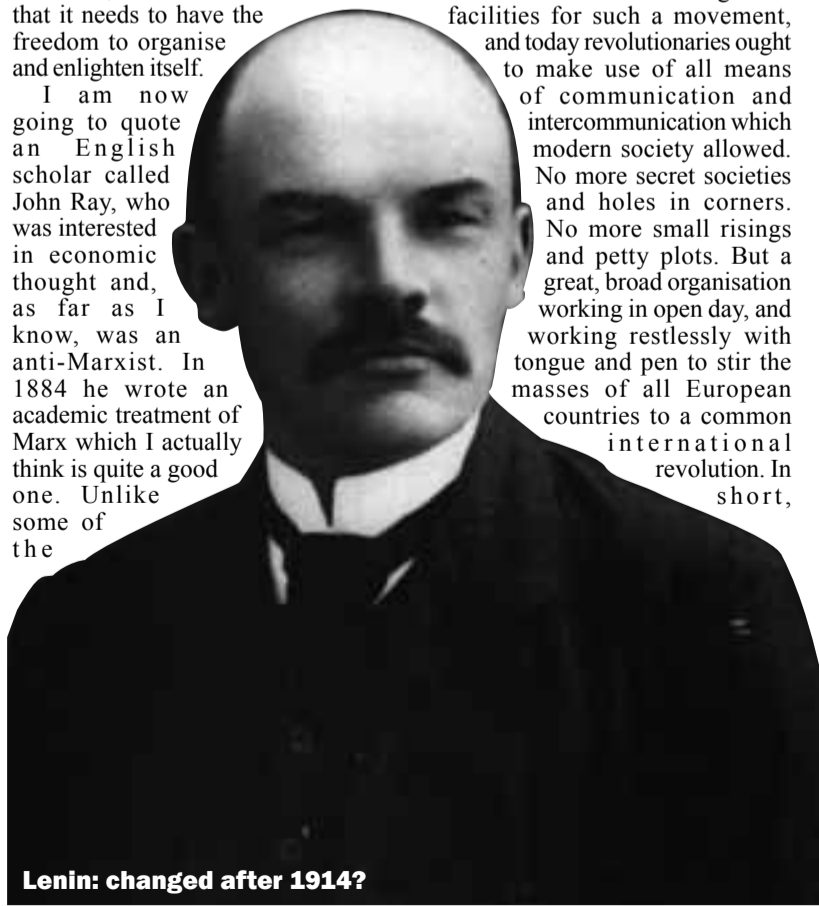 that it needs to have the
freedom to organise
and enlighten itself.
I am now
going to quote
an English
scholar called
John Ray, who
was interested
in economic
thought and,
as far as I
know, was an
anti-Marxist. In
1884 he wrote an
academic treatment of
Marx which I actually
think is quite a good
one. Unlike
some of
the
facilities for such a movement,
and today revolutionaries ought
to make use of all means
of communication and
intercommunication which
modern society allowed.
No more secret societies
and holes in corners.
No more small risings
and petty plots. But a
great, broad organisation
working in open day, and
working restlessly with
tongue and pen to stir the
masses of all European
countries to a common
international
revolution. In
short,
Lenin: changed after 1914?